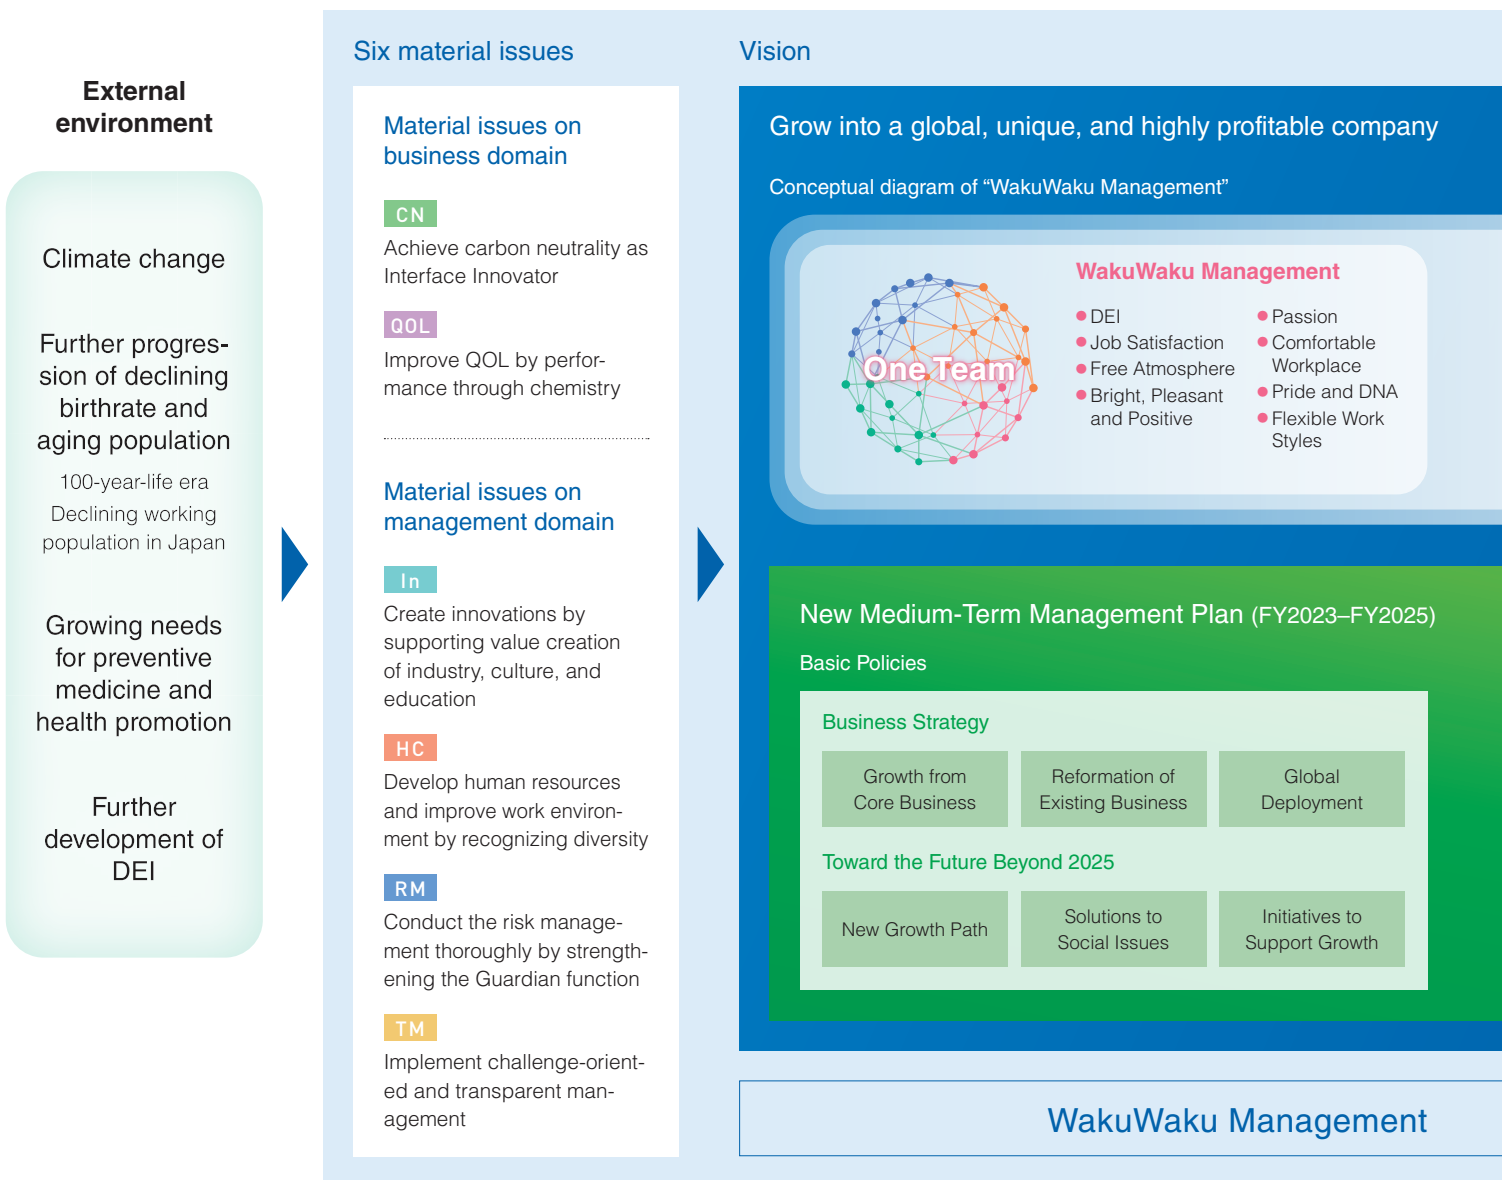 External
environment
Climate change
Further progres-
sion of declining
birthrate and
aging population
100-year-life era
Declining working
population in Japan
Growing needs
for preventive
medicine and
health promotion
Further
development of
DEI
Six material issues
Material issues on
business domain
CN
Achieve carbon neutrality as
Interface Innovator
QOL
Improve QOL by perfor-
mance through chemistry
Material issues on
management domain
In
Create innovations by
supporting value creation
of industry, culture, and
education
HC
Develop human resources
and improve work environ-
ment by recognizing diversity
RM
Conduct the risk manage-
ment thoroughly by strength-
ening the Guardian function
TM
Implement challenge-orient-
ed and transparent man-
agement
Vision
Grow into a global, unique, and highly profitable company
Conceptual diagram of “WakuWaku Management”
One Team
WakuWaku Management
DEI
Job Satisfaction
Free Atmosphere
Bright, Pleasant
and Positive
Passion
Comfortable
Workplace
Pride and DNA
Flexible Work
Styles
New Medium-Term Management Plan (FY2023–FY2025)
Basic Policies
Business Strategy
Growth from
Core Business
Reformation of
Existing Business
Global
Deployment
Toward the Future Beyond 2025
New Growth Path
Solutions to
Social Issues
Initiatives to
Support Growth
WakuWaku Management